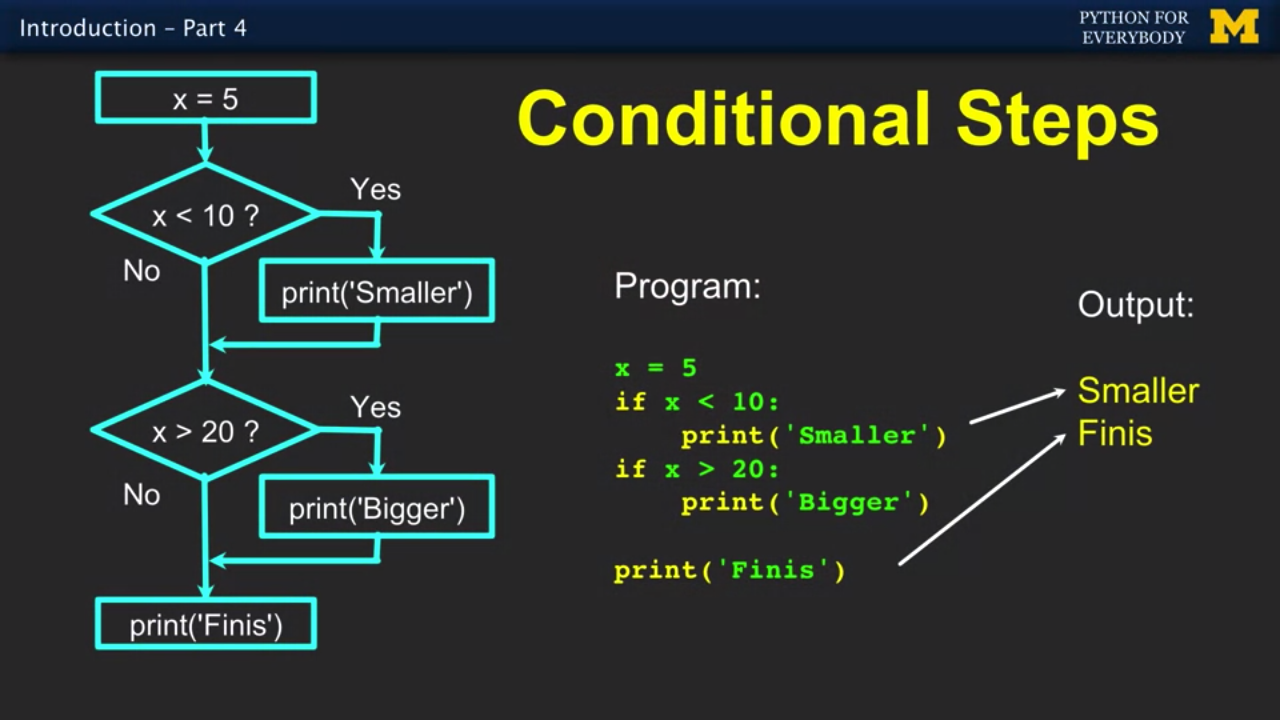 Introduction – Part 4
PYTHON FOR
EVERYBODY
M
Conditional Steps
x = 5
x < 10 ?
Yes
No
print('Smaller')
x > 20 ?
Yes
No
print('Bigger')
print('Finis')
Program:
x = 5
if x < 10:
    print('Smaller')
if x > 20:
    print('Bigger')
print('Finis')
Output:
Smaller
Finis